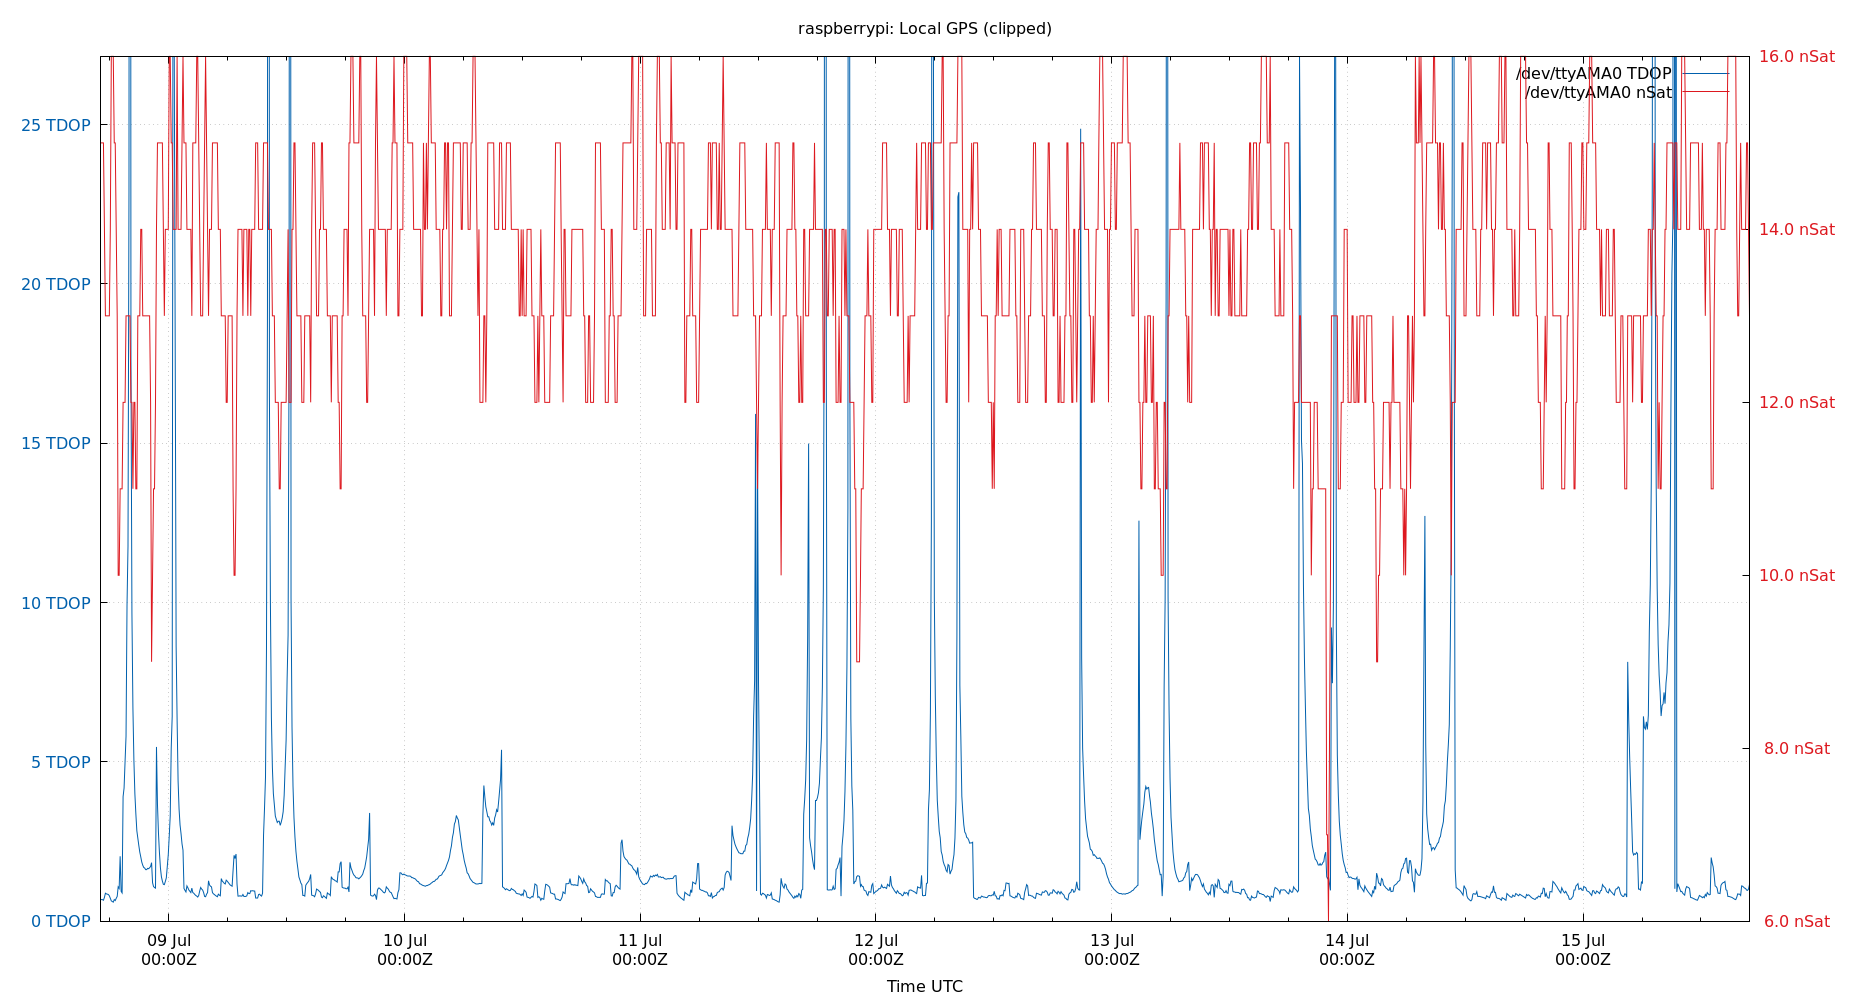 raspberrypi: Local GPS (clipped)
16.0 nSat
/dev/ttyAMA0 TDOP
/dev/ttyAMA0 nSat
25 TDOP
14.0 nSat
20 TDOP
12.0 nSat
15 TDOP
10 TDOP
10.0 nSat
5 TDOP
8.0 nSat
0 TDOP
6.0 nSat
09 Jul 10 Jul 11 Jul 12 Jul 13 Jul 14 Jul 15 Jul
00:00Z 00:00Z 00:00Z 00:00Z 00:00Z 00:00Z 00:00Z
Time UTC